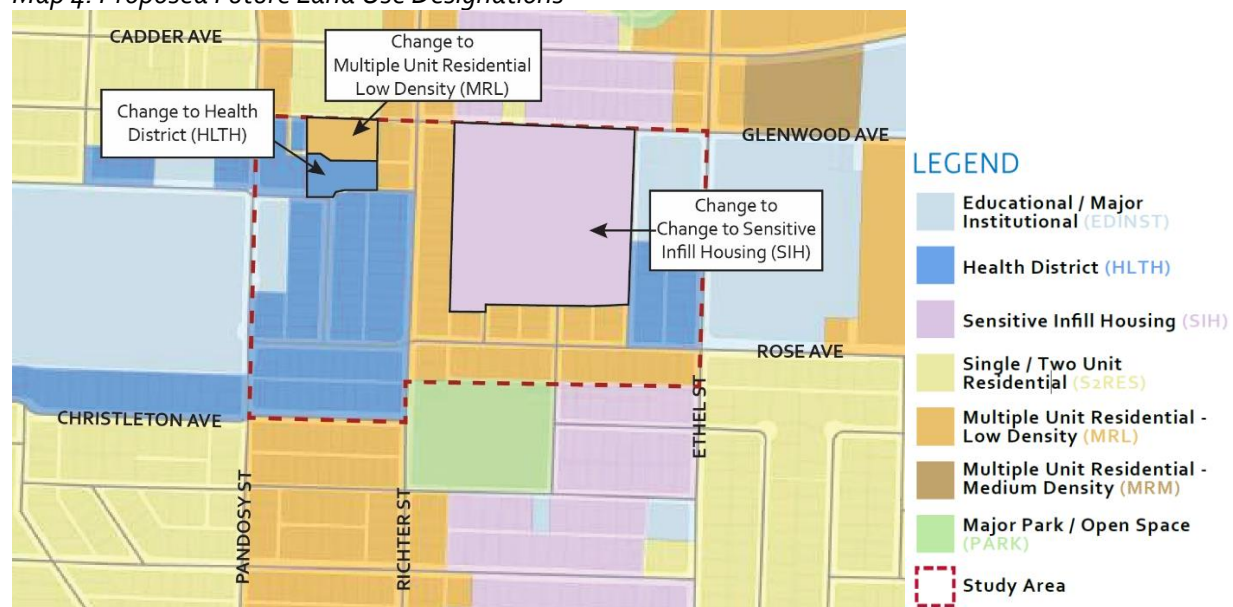 Map 4: Proposed Future Land Use Designations
CADDER AVE
Change to
Multiple Unit Residential
Low Density (MRL)
Change to Health
District (HLTH)
GLENWOOD AVE
Change to
Change to Sensitive
Infill Housing (SIH)
ROSE AVE
CHRISTLETON AVE
ETHEL ST
PANDOSY ST
RICHTER ST
LEGEND
Educational / Major
Institutional (EDINST)
Health District (HLTH)
Sensitive Infill Housing (SIH)
Single / Two Unit
Residential (S2RES)
Multiple Unit Residential -
Low Density (MRL)
Multiple Unit Residential -
Medium Density (MRM)
Major Park / Open Space
(PARK)
Study Area